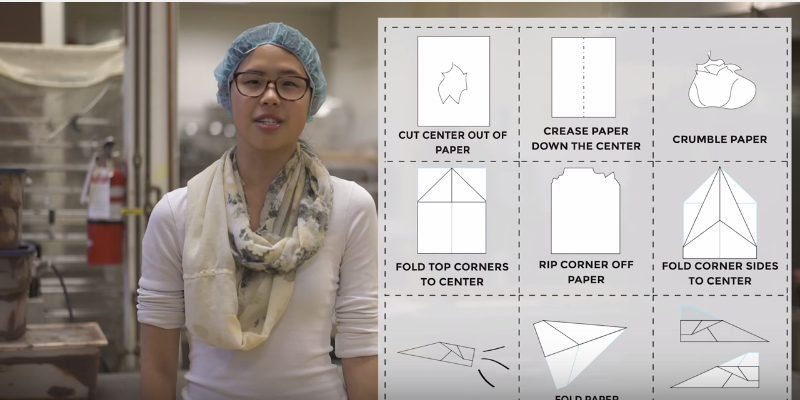 CUT CENTER OUT OF
PAPER
CREASE PAPER
DOWN THE CENTER
CRUMBLE PAPER
FOLD TOP CORNERS
TO CENTER
RIP CORNER OFF
PAPER
FOLD CORNER SIDES
TO CENTER
FOLD PAPER